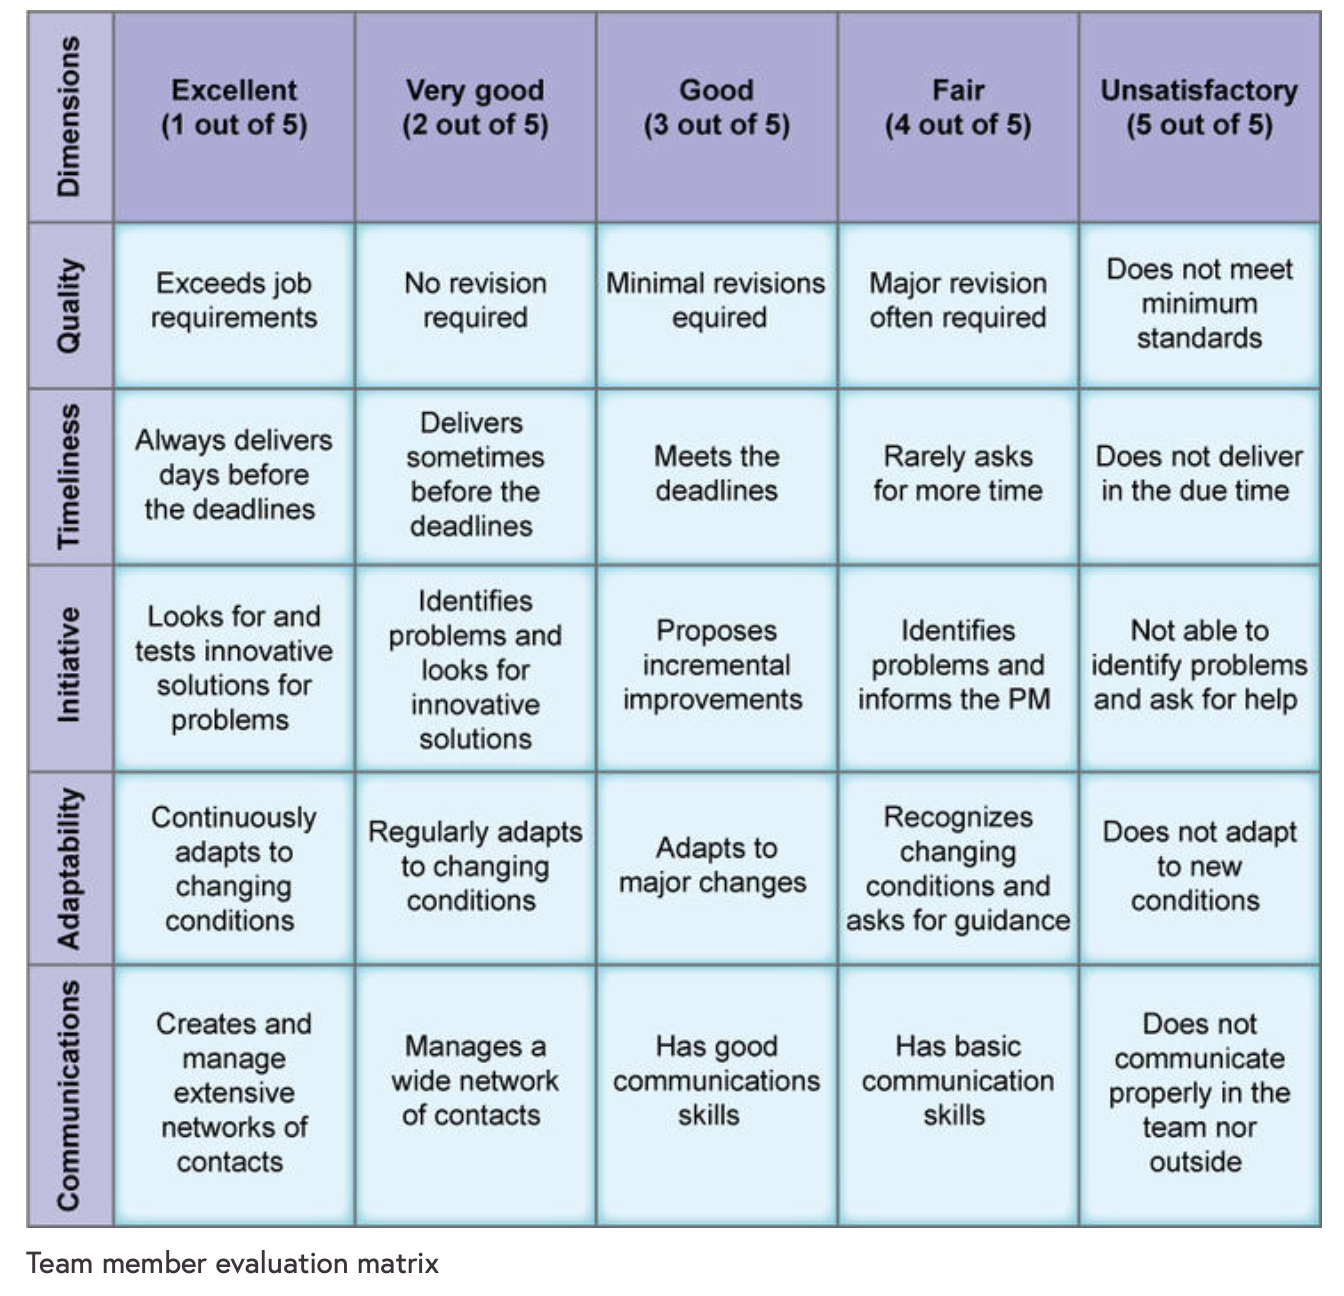 Dimensions
Excellent
(1 out of 5)
Very good
(2 out of 5)
Good
(3 out of 5)
Fair
(4 out of 5)
Unsatisfactory
(5 out of 5)
Quality
Exceeds job
requirements
No revision
required
Minimal revisions
equired
Major revision
often required
Does not meet
minimum
standards
Timeliness
Always delivers
days before
the deadlines
Delivers
sometimes
before the
deadlines
Meets the
deadlines
Rarely asks
for more time
Does not deliver
in the due time
Initiative
Looks for and
tests innovative
solutions for
problems
Identifies
problems and
looks for
innovative
solutions
Proposes
incremental
improvements
Identifies
problems and
informs the PM
Not able to
identify problems
and ask for help
Adaptability
Continuously
adapts to
changing
conditions
Regularly adapts
to changing
conditions
Adapts to
major changes
Recognizes
changing
conditions and
asks for guidance
Does not adapt
to new
conditions
Communications
Creates and
manage
extensive
networks of
contacts
Manages a
wide network
of contacts
Has good
communications
skills
Has basic
communication
skills
Does not
communicate
properly in the
team nor
outside
Team member evaluation matrix